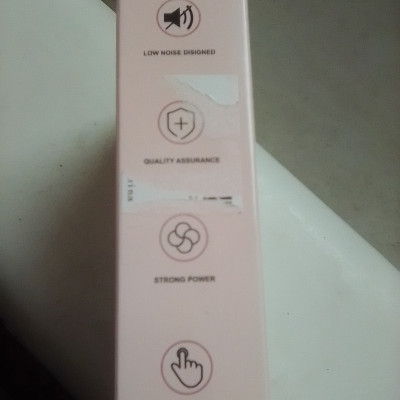 LOW NOISE DISIGNED
QUALITY ASSURANCE
STRONG POWER